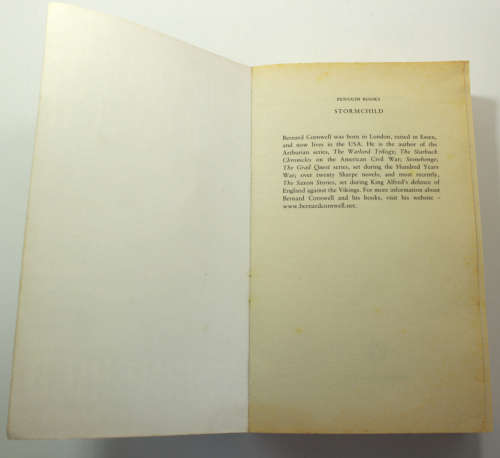 PENGUIN BOOKS
STORMCHILD
Bernard Cornwell was born in London, raised in Essex,
and now lives in the USA. He is the author of the
Arthurian series, The Warlord Trilogy; The Starbuck
Chronicles on the American Civil War; Stonehenge;
The Grail Quest series, set during the Hundred Years
War; over twenty Sharpe novels, and most recently,
The Saxon Stories, set during King Alfred's defence of
England against the Vikings. For more information about
Bernard Cornwell and his books, visit his website –
www.bernardcornwell.net.